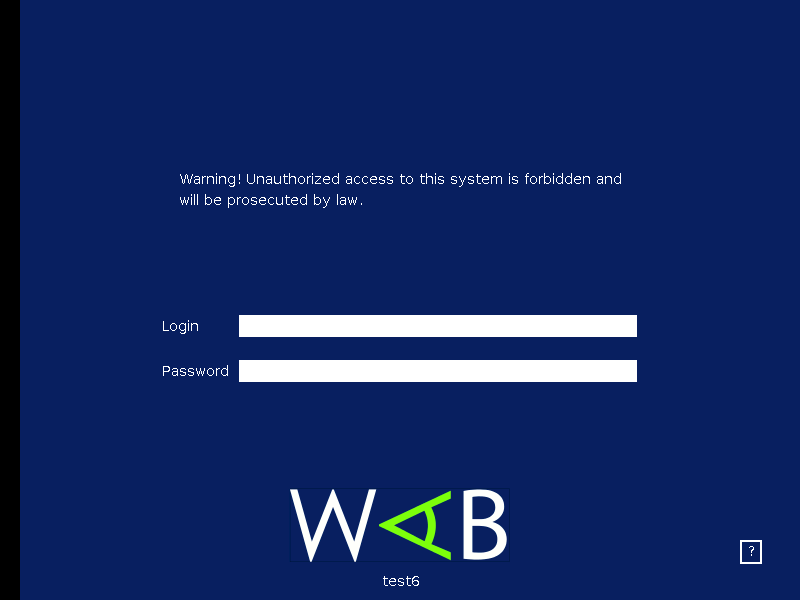 Warning! Unauthorized access to this system is forbidden and
will be prosecuted by law.
Login
Password
WAB
?
test6